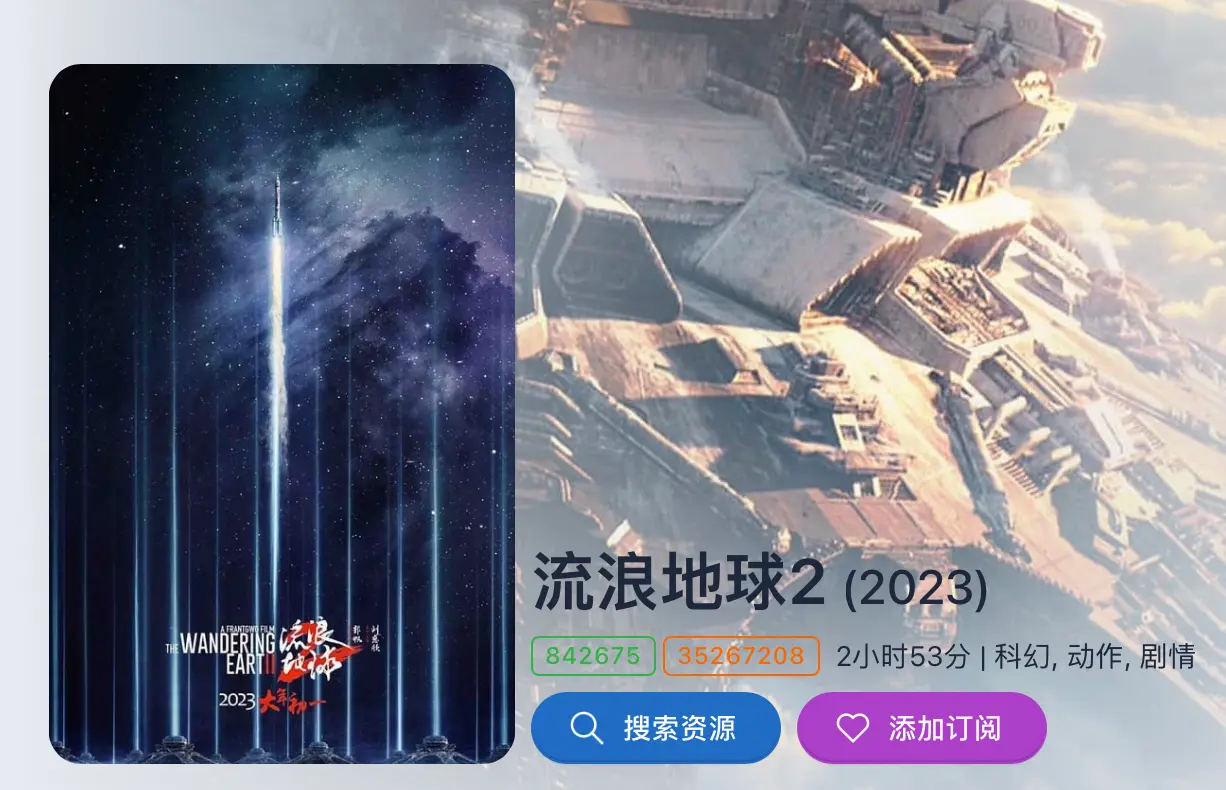 A FRANTGWO FILM
THE WANDERING
EARTH II
流浪
地球
郭帆
刘慈欣
2023 大年初一
流浪地球2 (2023)
842675 35267208 2小时53分 | 科幻, 动作, 剧情
搜索资源 添加订阅